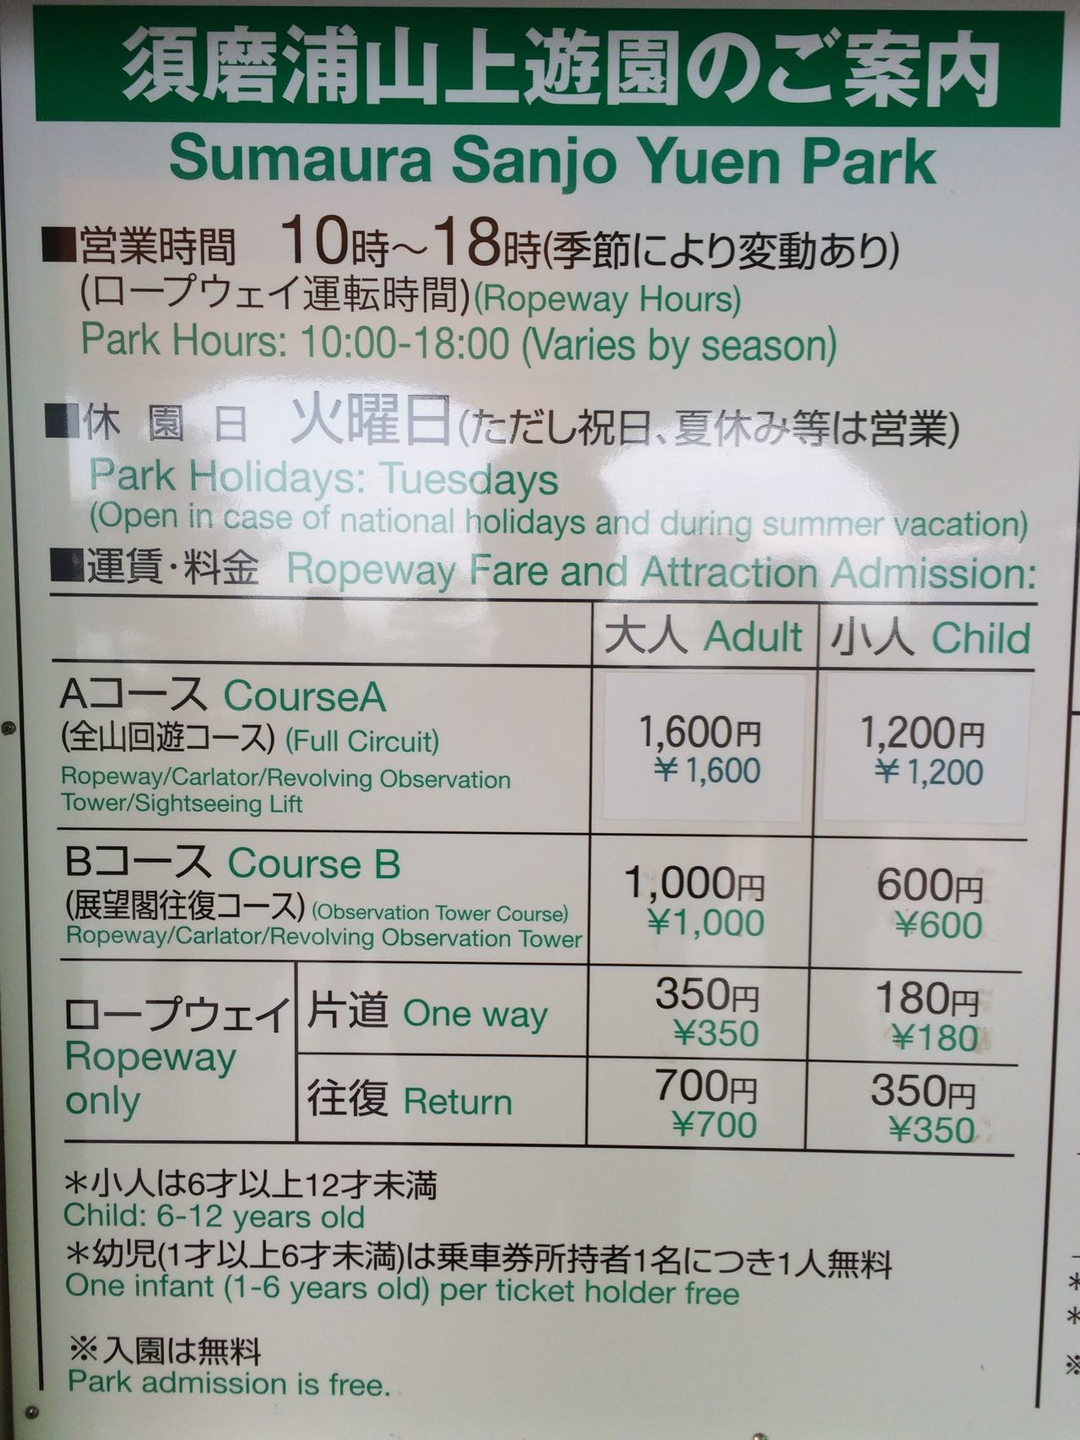 須磨浦山上遊園のご案内
Sumaura Sanjo Yuen Park
■営業時間 10時～18時(季節により変動あり)
(ロープウェイ運転時間)(Ropeway Hours)
Park Hours: 10:00-18:00 (Varies by season)
■休園日 火曜日(ただし祝日、夏休み等は営業)
Park Holidays: Tuesdays
(Open in case of national holidays and during summer vacation)
■運賃・料金 Ropeway Fare and Attraction Admission:
大人 Adult 小人 Child
Aコース CourseA
(全山回遊コース) (Full Circuit)
Ropeway/Carlator/Revolving Observation
Tower/Sightseeing Lift
1,600円 1,200円
¥1,600 ¥1,200
Bコース Course B
(展望閣往復コース) (Observation Tower Course)
Ropeway/Carlator/Revolving Observation Tower
1,000円 600円
¥1,000 ¥600
ロープウェイ
Ropeway
only
片道 One way
350円 180円
¥350 ¥180
往復 Return
700円 350円
¥700 ¥350
＊小人は6才以上12才未満
Child: 6-12 years old
＊幼児(1才以上6才未満)は乗車券所持者1名につき1人無料
One infant (1-6 years old) per ticket holder free
※入園は無料
Park admission is free.